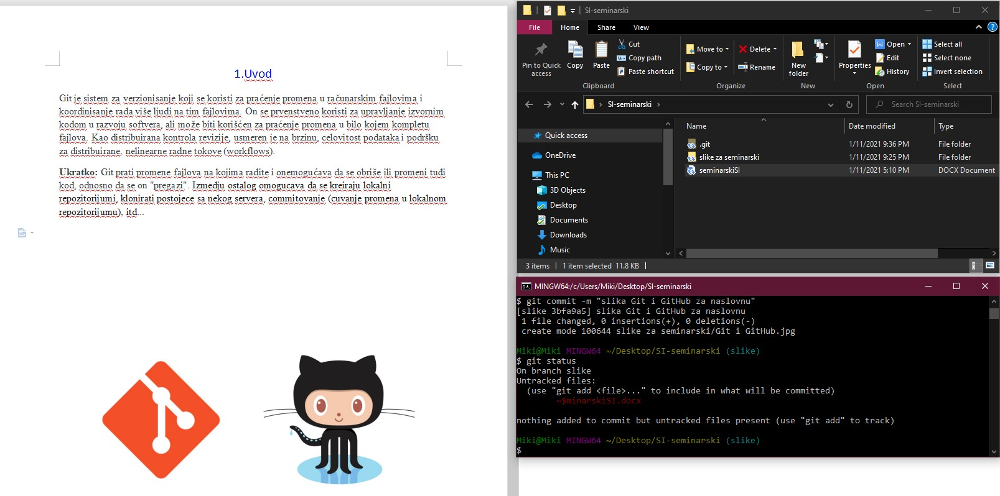 1.Uvod
Git je sistem za verzionisanje koji se koristi za praćenje promena u računarskim fajlovima i
koordinisanje rada više ljudi na tim fajlovima. On se prvenstveno koristi za upravljanje izvornim
kodom u razvoju softvera, ali može biti korišćen za praćenje promena u bilo kojem kompletu
fajlova. Kao distribuirana kontrola revizije, usmeren je na brzinu, celovitost podataka i podršku
za distribuirane, nelinearne radne tokove (workflows).
Ukratko: Git prati promene fajlova na kojima radite i onemogućava da se obriše ili promeni tuđi
kod, odnosno da se on "pregazi". Izmedju ostalog omogucava da se kreiraju lokalni
repozitorijumi, klonirati postojece sa nekog servera, commitovanje (cuvanje promena u lokalnom
repozitorijumu), itd...
SI-seminarski
File Home Share View
Pin to Quick access
Copy
Paste
Cut
Copy path
Paste shortcut
Clipboard
Move to
Copy to
Delete
Rename
Organize
New folder
New
Properties
Open
Edit
History
Open
Select all
Select none
Invert selection
Select
SI-seminarski
Search SI-seminarski
Quick access
OneDrive
This PC
3D Objects
Desktop
Documents
Downloads
Music
Name Date modified Type
.git 1/11/2021 9:36 PM File folder
slike za seminarski 1/11/2021 9:25 PM File folder
seminarskiSI 1/11/2021 5:10 PM DOCX Document
3 items 1 item selected 11.8 KB
MINGW64:/c/Users/Miki/Desktop/SI-seminarski
$ git commit -m "slika Git i GitHub za naslovnu"
[slike 3bfa9a5] slika Git i GitHub za naslovnu
1 file changed, 0 insertions(+), 0 deletions(-)
create mode 100644 slike za seminarski/Git i GitHub.jpg
Miki@Miki MINGW64 ~/Desktop/SI-seminarski (slike)
$ git status
On branch slike
Untracked files:
(use "git add <file>..." to include in what will be committed)
~$minarskiSI.docx
nothing added to commit but untracked files present (use "git add" to track)
Miki@Miki MINGW64 ~/Desktop/SI-seminarski (slike)
$